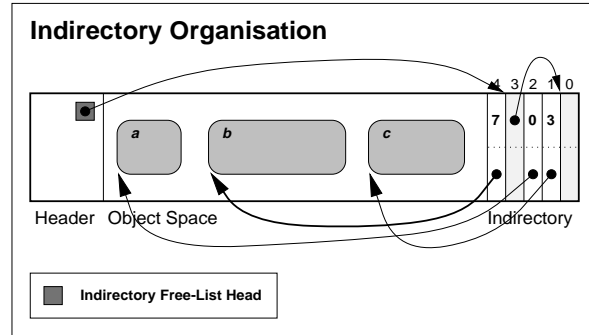 Indirectory Organisation
4 3 2 1 0
a b c 7 0 3
Header Object Space Indirectory
Indirectory Free-List Head